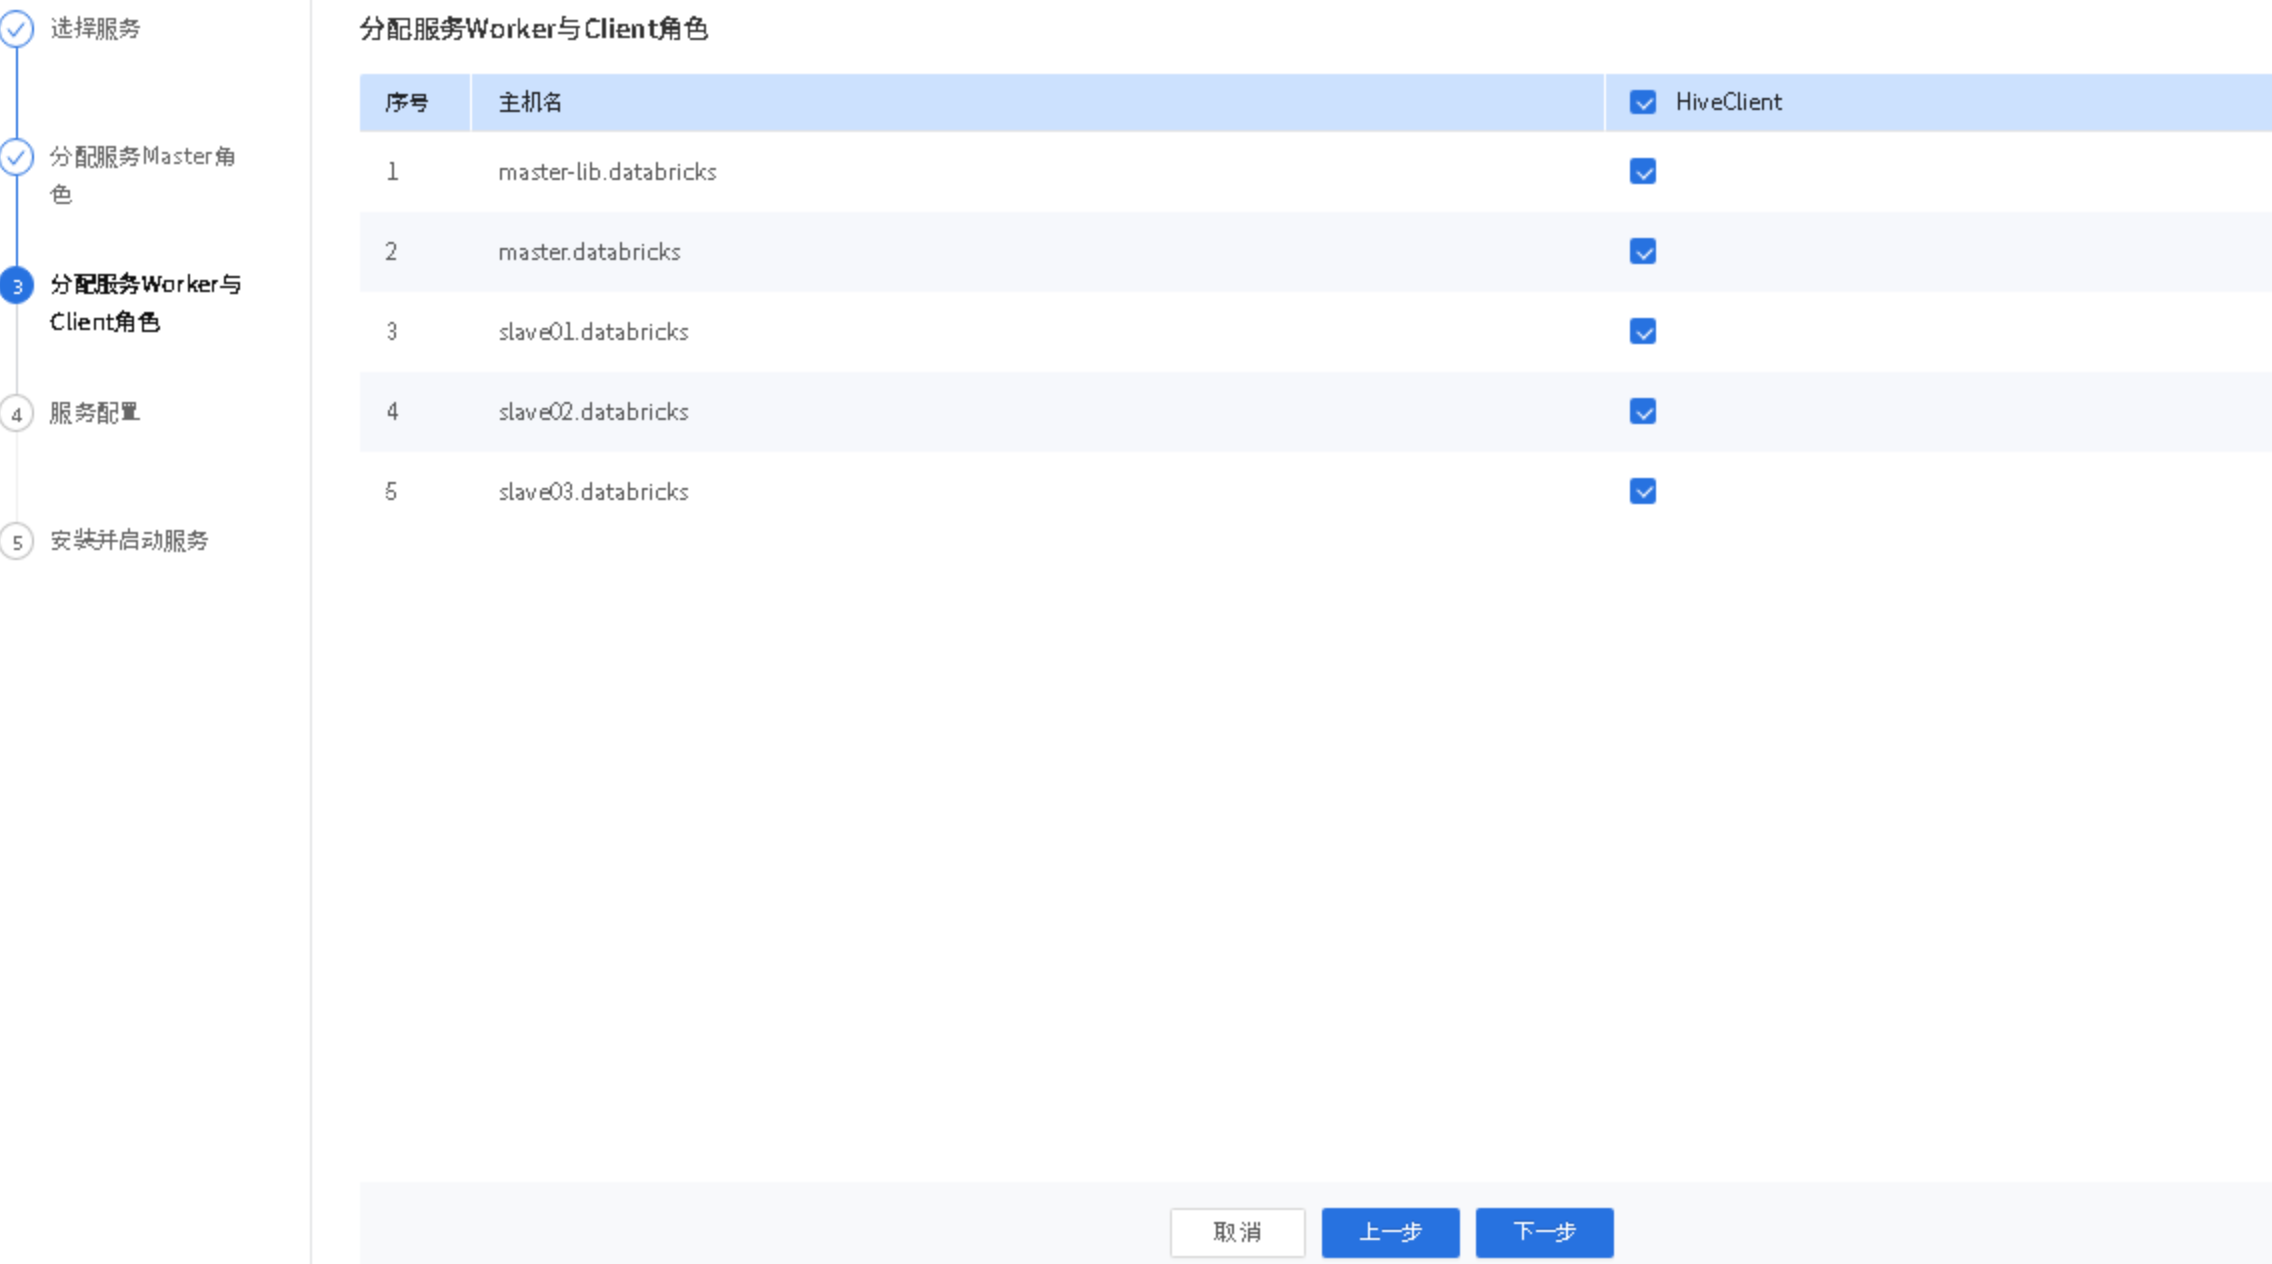 选择服务
分配服务Master角
色
3 分配服务Worker与
Client角色
4 服务配置
5 安装并启动服务
分配服务Worker与Client角色
序号 主机名 HiveClient
1 master-lib.databricks
2 master.databricks
3 slave01.databricks
4 slave02.databricks
5 slave03.databricks
取消 上一步 下一步